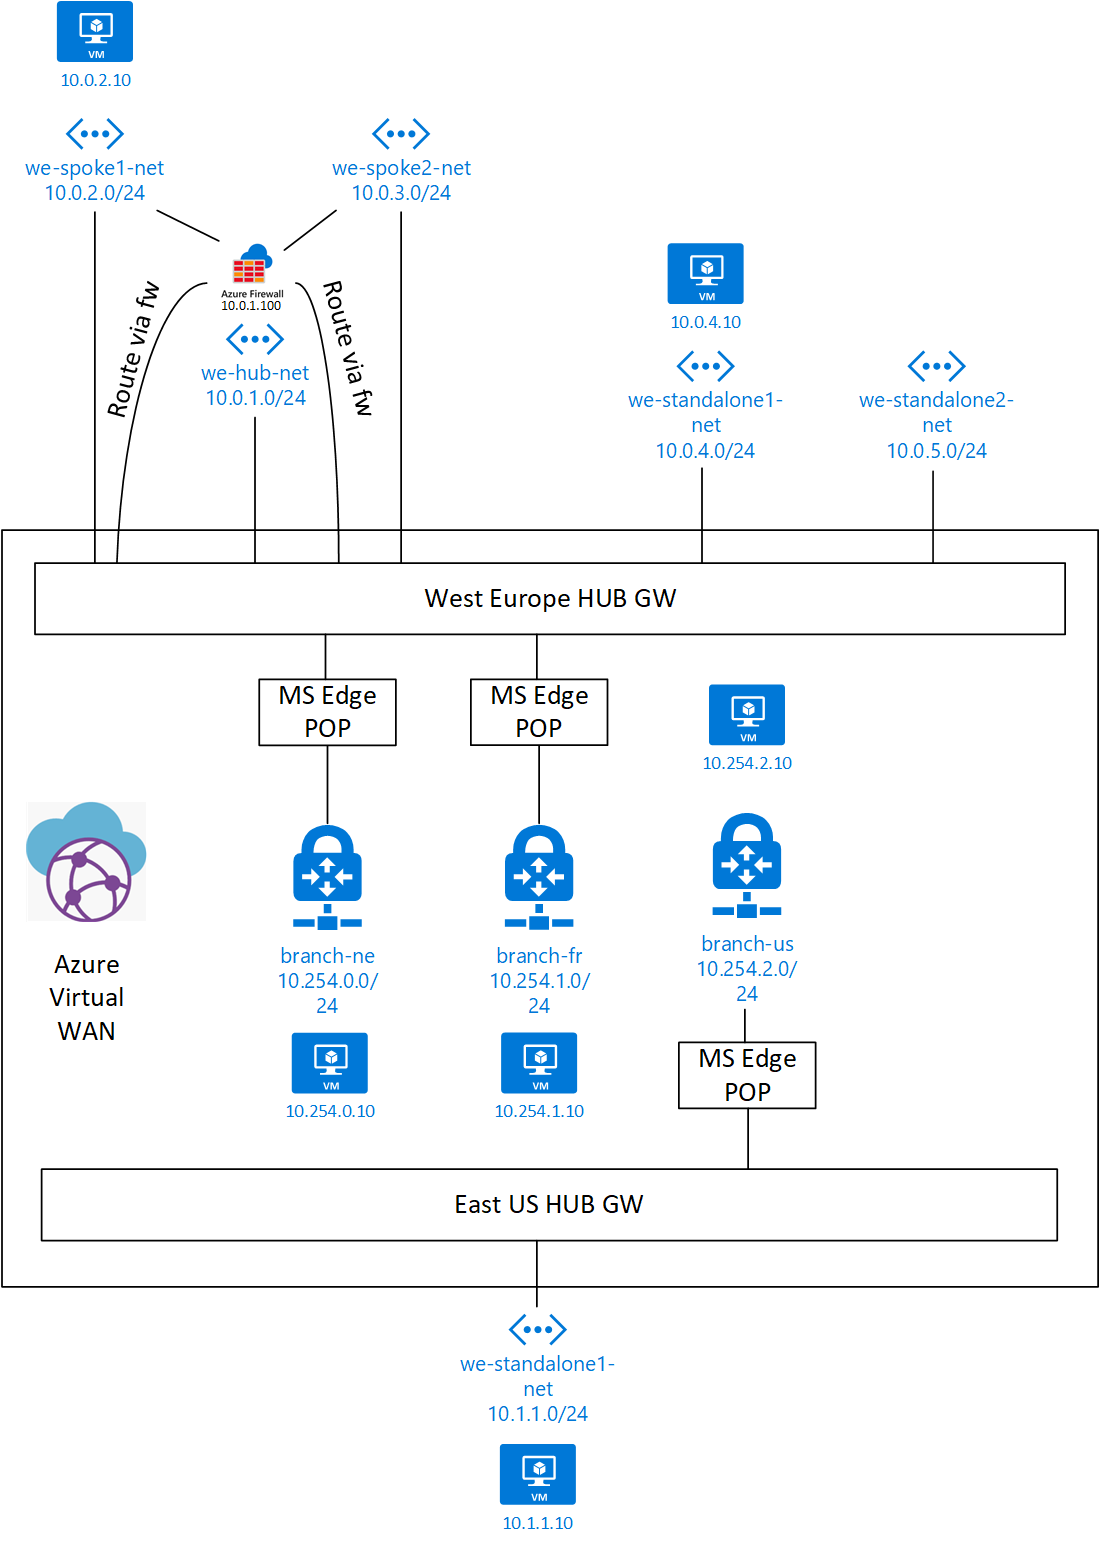 VM
10.0.2.10
we-spoke1-net
10.0.2.0/24
we-spoke2-net
10.0.3.0/24
Azure Firewall
10.0.1.100
Route via fw
Route via fw
we-hub-net
10.0.1.0/24
VM
10.0.4.10
we-standalone1-
net
10.0.4.0/24
we-standalone2-
net
10.0.5.0/24
West Europe HUB GW
MS Edge
POP
MS Edge
POP
VM
10.254.2.10
Azure
Virtual
WAN
branch-ne
10.254.0.0/
24
VM
10.254.0.10
branch-fr
10.254.1.0/
24
VM
10.254.1.10
branch-us
10.254.2.0/
24
MS Edge
POP
East US HUB GW
we-standalone1-
net
10.1.1.0/24
VM
10.1.1.10